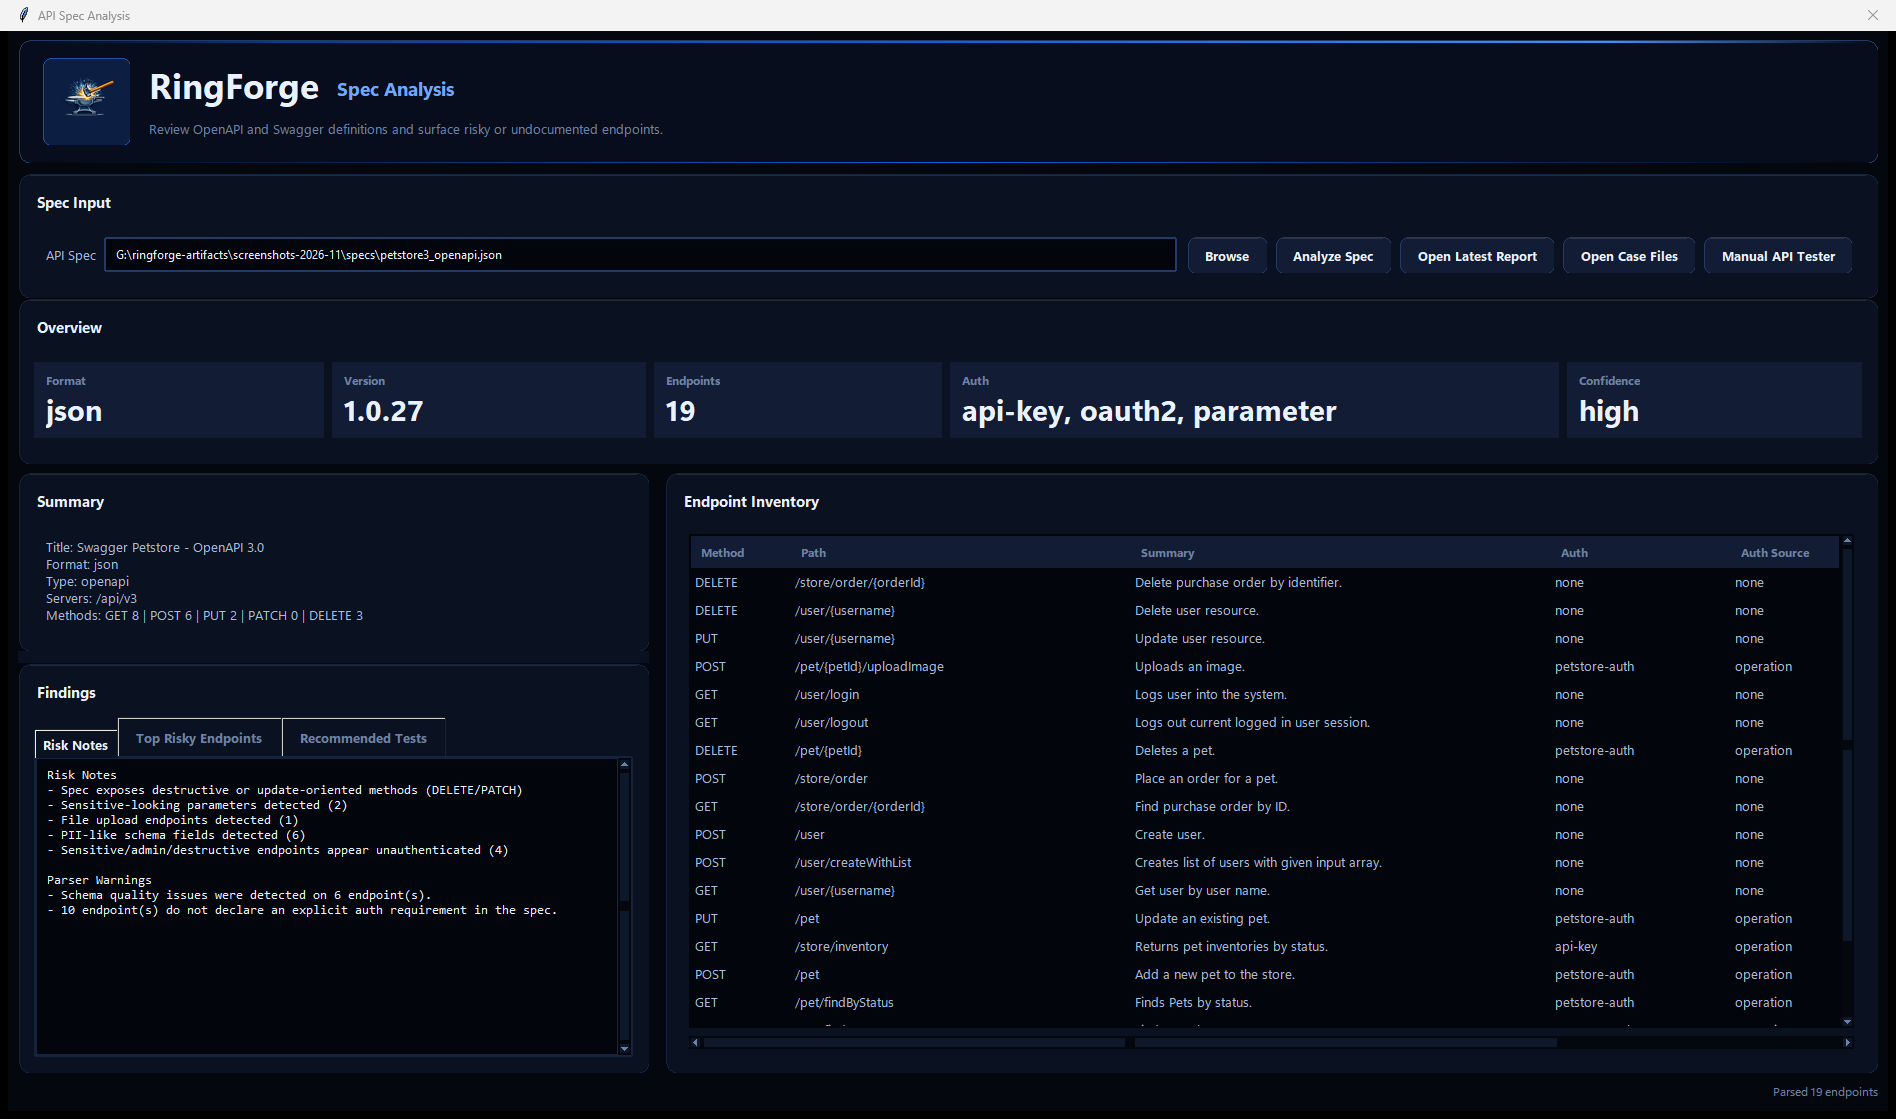 API Spec Analysis
RingForge Spec Analysis
Review OpenAPI and Swagger definitions and surface risky or undocumented endpoints.
Spec Input
API Spec G:\ringforge-artifacts\screenshots-2026-11\specs\petstore3_openapi.json Browse Analyze Spec Open Latest Report Open Case Files Manual API Tester
Overview
Format Version Endpoints Auth Confidence
json 1.0.27 19 api-key, oauth2, parameter high
Summary
Title: Swagger Petstore - OpenAPI 3.0
Format: json
Type: openapi
Servers: /api/v3
Methods: GET 8 | POST 6 | PUT 2 | PATCH 0 | DELETE 3
Findings
Risk Notes Top Risky Endpoints Recommended Tests
Risk Notes
- Spec exposes destructive or update-oriented methods (DELETE/PATCH)
- Sensitive-looking parameters detected (2)
- File upload endpoints detected (1)
- PII-like schema fields detected (6)
- Sensitive/admin/destructive endpoints appear unauthenticated (4)
Parser Warnings
- Schema quality issues were detected on 6 endpoint(s).
- 10 endpoint(s) do not declare an explicit auth requirement in the spec.
Endpoint Inventory
Method Path Summary Auth Auth Source
DELETE /store/order/{orderId} Delete purchase order by identifier. none none
DELETE /user/{username} Delete user resource. none none
PUT /user/{username} Update user resource. none none
POST /pet/{petId}/uploadImage Uploads an image. petstore-auth operation
GET /user/login Logs user into the system. none none
GET /user/logout Logs out current logged in user session. none none
DELETE /pet/{petId} Deletes a pet. petstore-auth operation
POST /store/order Place an order for a pet. none none
GET /store/order/{orderId} Find purchase order by ID. none none
POST /user Create user. none none
POST /user/createWithList Creates list of users with given input array. none none
GET /user/{username} Get user by user name. none none
PUT /pet Update an existing pet. petstore-auth operation
GET /store/inventory Returns pet inventories by status. api-key operation
POST /pet Add a new pet to the store. petstore-auth operation
GET /pet/findByStatus Finds Pets by status. petstore-auth operation
Parsed 19 endpoints